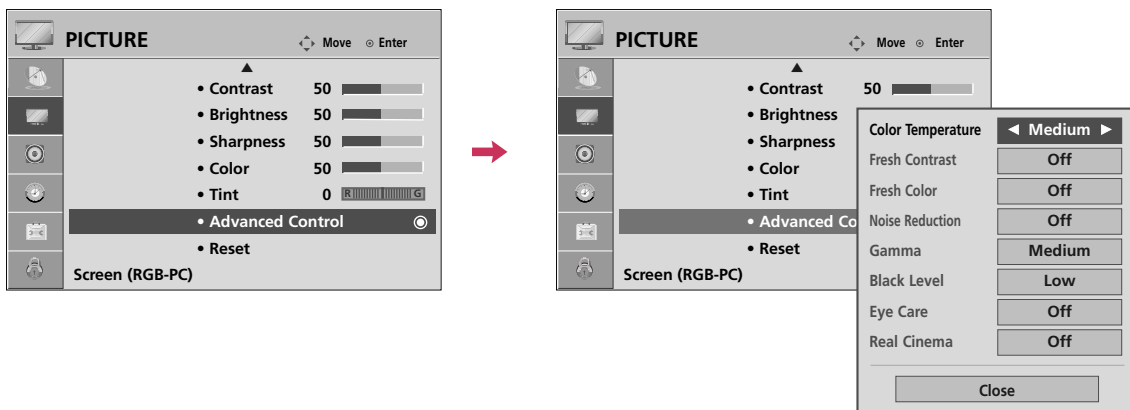 PICTURE
Move Enter
• Contrast 50
• Brightness 50
• Sharpness 50
• Color 50
• Tint 0 R G
• Advanced Control
• Reset
Screen (RGB-PC)
PICTURE
Move Enter
• Contrast 50
• Brightness
• Sharpness
• Color
• Tint
• Advanced Co
• Reset
Screen (RGB-PC)
Color Temperature ◀ Medium ▶
Fresh Contrast Off
Fresh Color Off
Noise Reduction Off
Gamma Medium
Black Level Low
Eye Care Off
Real Cinema Off
Close